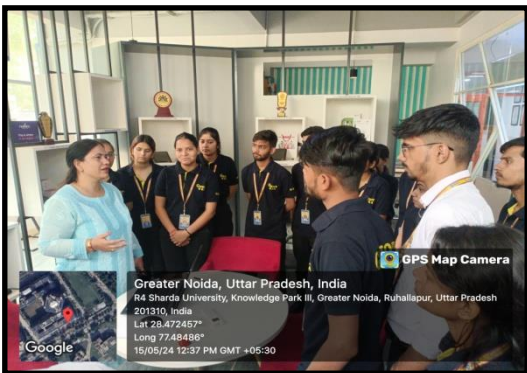 GPS Map Camera
Greater Noida, Uttar Pradesh, India
R4 Sharda University, Knowledge Park III, Greater Noida, Ruhallapur, Uttar Pradesh
201310, India
Lat 28.472457°
Long 77.48486°
15/05/24 12:37 PM GMT +05:30
Google